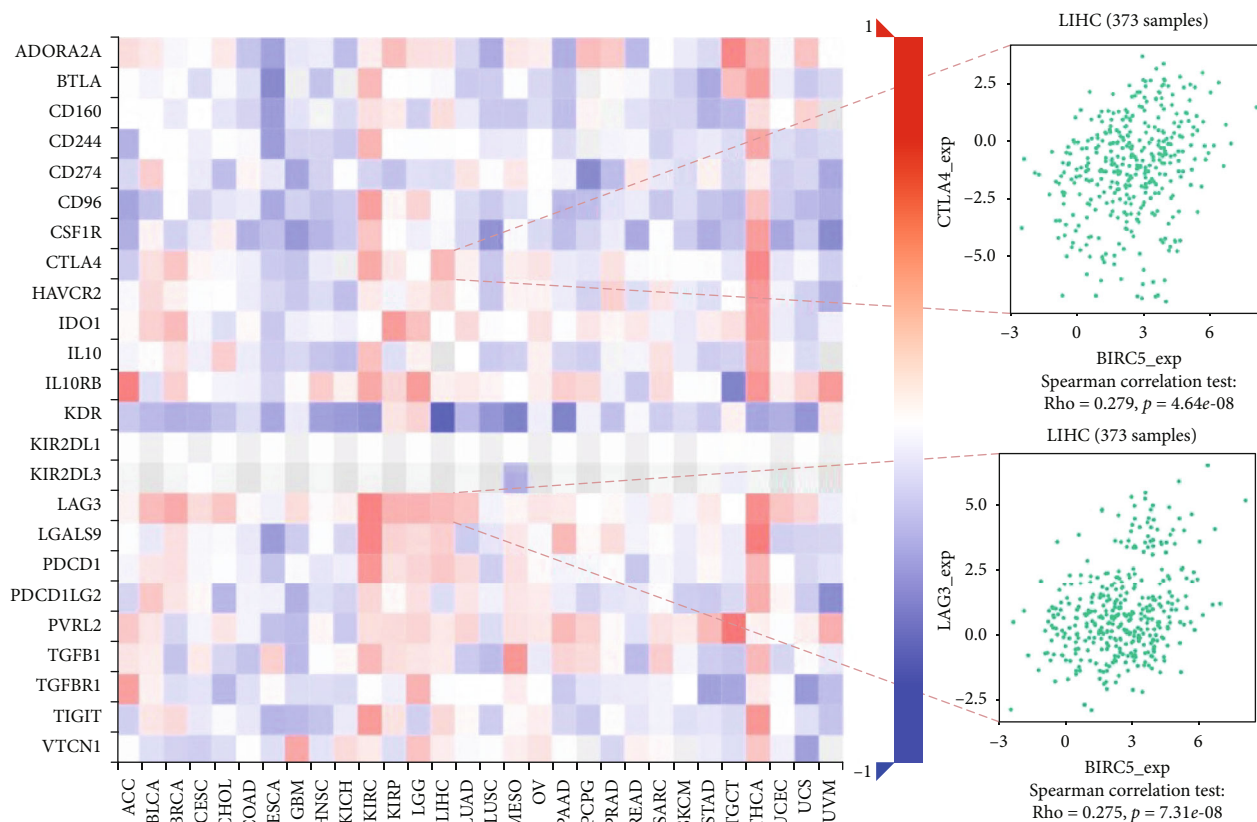 ADORA2A
BTLA
CD160
CD244
CD274
CD96
CSF1R
CTLA4
HAVCR2
IDO1
IL10
IL10RB
KDR
KIR2DL1
KIR2DL3
LAG3
LGALS9
PDCD1
PDCD1LG2
PVRL2
TGFB1
TGFBR1
TIGIT
VTCN1
ACC
BLCA
BRCA
CESC
CHOL
COAD
ESCA
GBM
HNSC
KICH
KIRC
KIRP
LGG
LIHC
LUAD
LUSC
MESO
OV
PAAD
PCPG
PRAD
READ
SARC
SKCM
STAD
TGCT
THCA
UCEC
UCS
UVM
1
−1
LIHC (373 samples)
CTLA4_exp
2.5
0.0
−2.5
−5.0
−3 0 3 6
BIRC5_exp
Spearman correlation test:
Rho = 0.279, p = 4.64e-08
LIHC (373 samples)
LAG3_exp
5.0
2.5
0.0
−2.5
−3 0 3 6
BIRC5_exp
Spearman correlation test:
Rho = 0.275, p = 7.31e-08